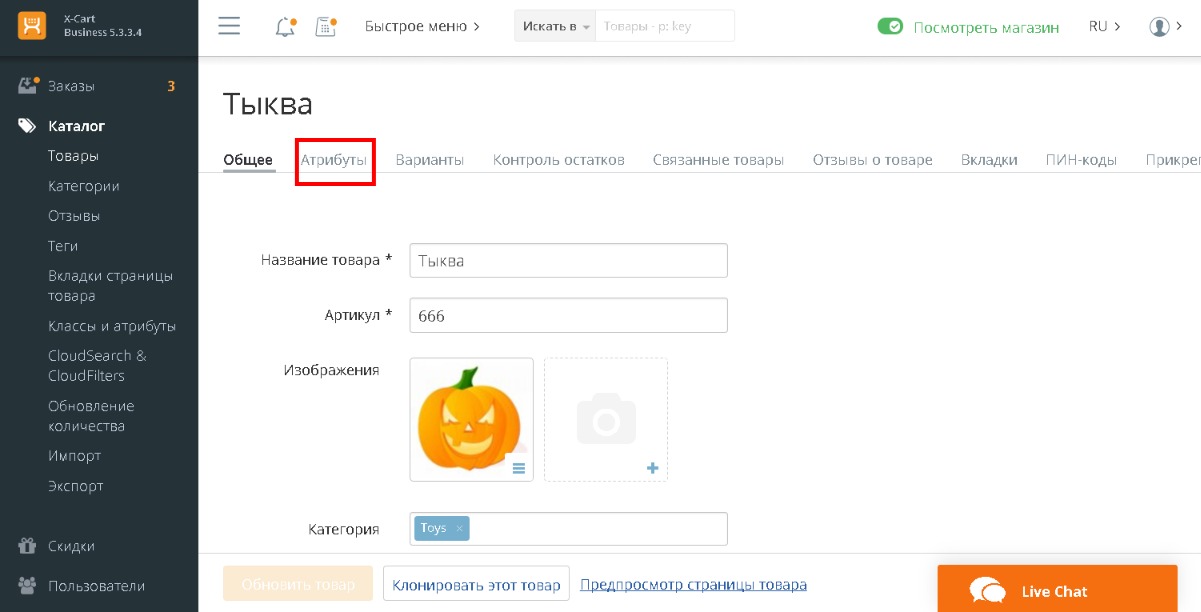 X-Cart
Business 5.3.3.4
Быстрое меню
Искать в
Товары - p: key
Посмотреть магазин
RU
Заказы 3
Каталог
Товары
Категории
Отзывы
Теги
Вкладки страницы
товара
Классы и атрибуты
CloudSearch &
CloudFilters
Обновление
количества
Импорт
Экспорт
Скидки
Пользователи
Тыква
Общее Атрибуты Варианты Контроль остатков Связанные товары Отзывы о товаре Вкладки ПИН-коды Прикреп
Название товара * Тыква
Артикул * 666
Изображения
Категория Toys ×
Обновить товар Клонировать этот товар Предпросмотр страницы товара
Live Chat